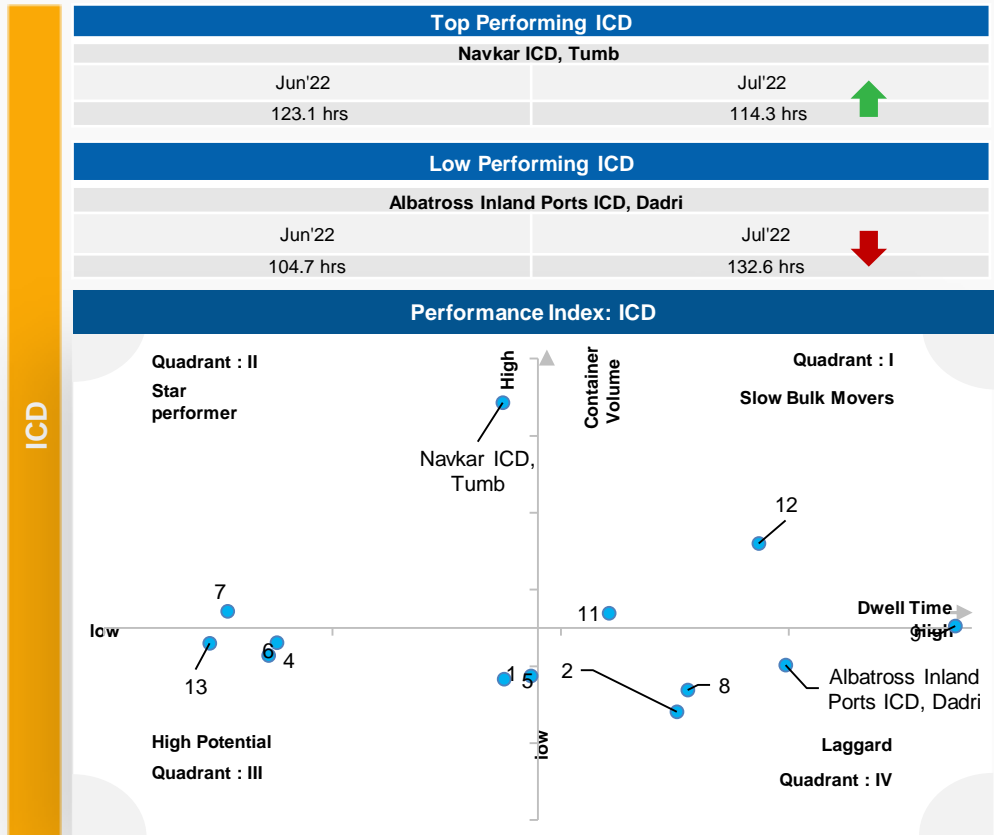 ICD
Top Performing ICD
Navkar ICD, Tumb
Jun'22
Jul'22
123.1 hrs
114.3 hrs
Low Performing ICD
Albatross Inland Ports ICD, Dadri
Jun'22
Jul'22
104.7 hrs
132.6 hrs
Performance Index: ICD
Quadrant : II
Star
performer
High
Container
Volume
Quadrant : I
Slow Bulk Movers
Navkar ICD,
Tumb
12
7
11
Dwell Time
low
9
High
6
4
13
1
5
2
8
Albatross Inland
Ports ICD, Dadri
low
High Potential
Quadrant : III
Laggard
Quadrant : IV